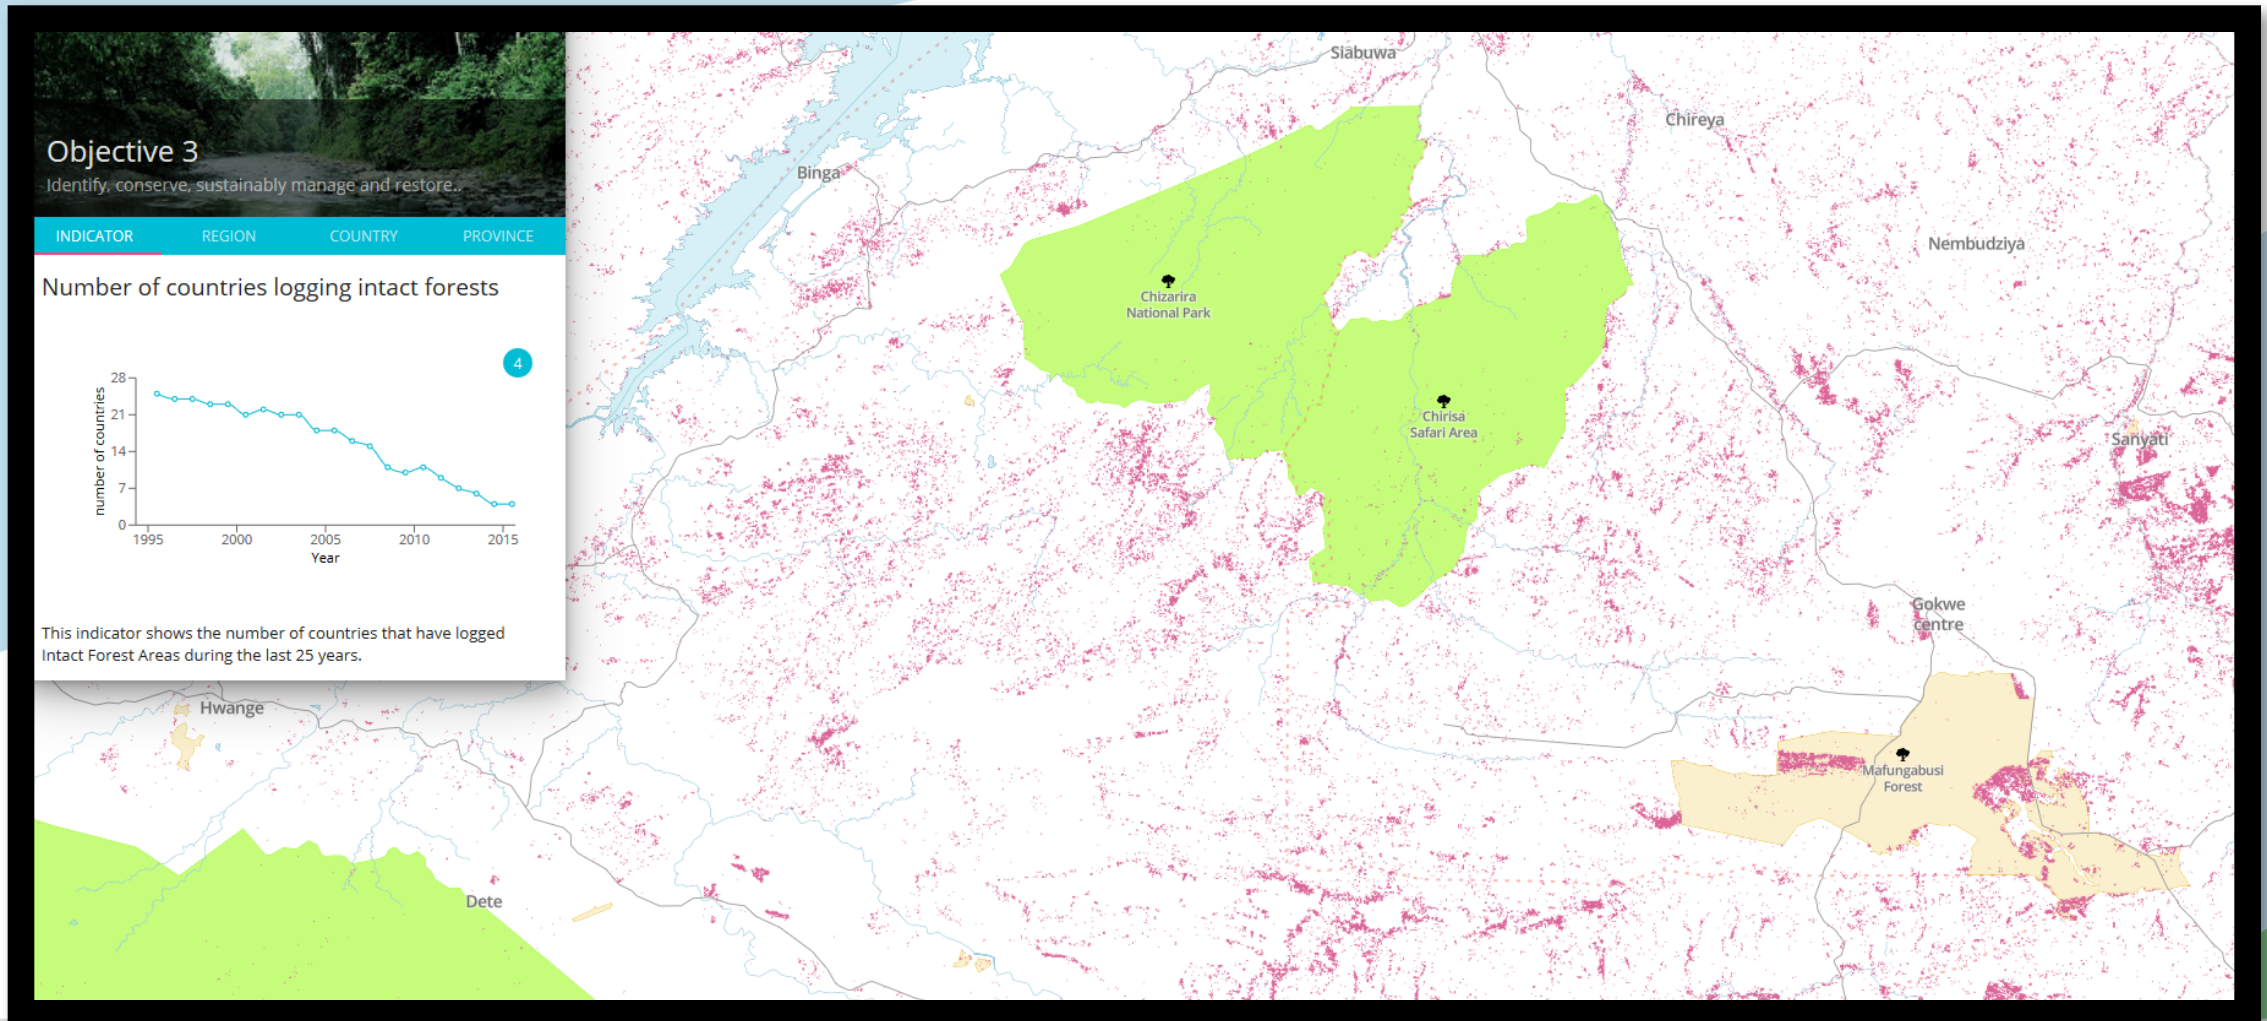 Objective 3
Identify, conserve, sustainably manage and restore..
INDICATOR REGION COUNTRY PROVINCE
Number of countries logging intact forests
4
number of countries
28
21
14
7
0
1995 2000 2005 2010 2015
Year
This indicator shows the number of countries that have logged
Intact Forest Areas during the last 25 years.
Siabuwa
Chireya
Binga
Nembudziya
Chizarira
National Park
Chirisa
Safari Area
Sanyati
Gokwe
centre
Hwange
Mafungabusi
Forest
Dete